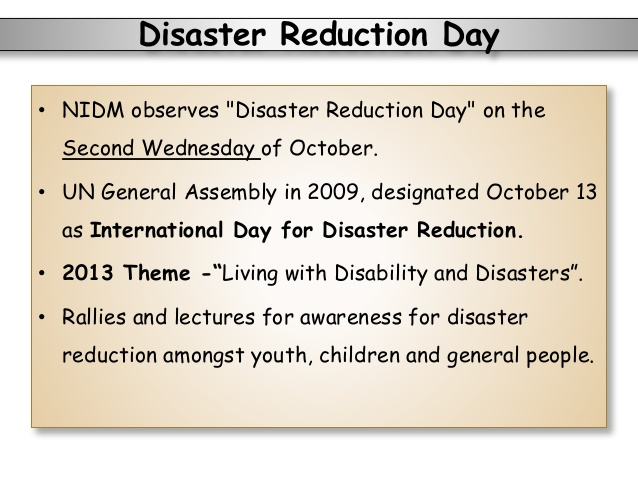 Disaster Reduction Day
• NIDM observes "Disaster Reduction Day" on the
Second Wednesday of October.
• UN General Assembly in 2009, designated October 13
as International Day for Disaster Reduction.
• 2013 Theme -“Living with Disability and Disasters”.
• Rallies and lectures for awareness for disaster
reduction amongst youth, children and general people.